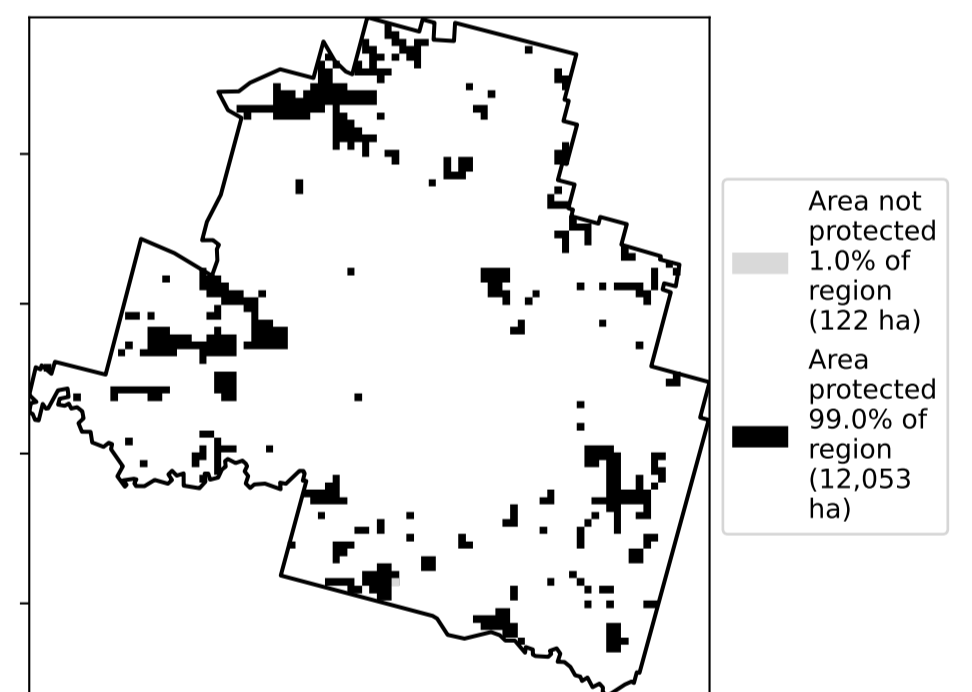 Area not
protected
1.0% of
region
(122 ha)
Area
protected
99.0% of
region
(12,053
ha)